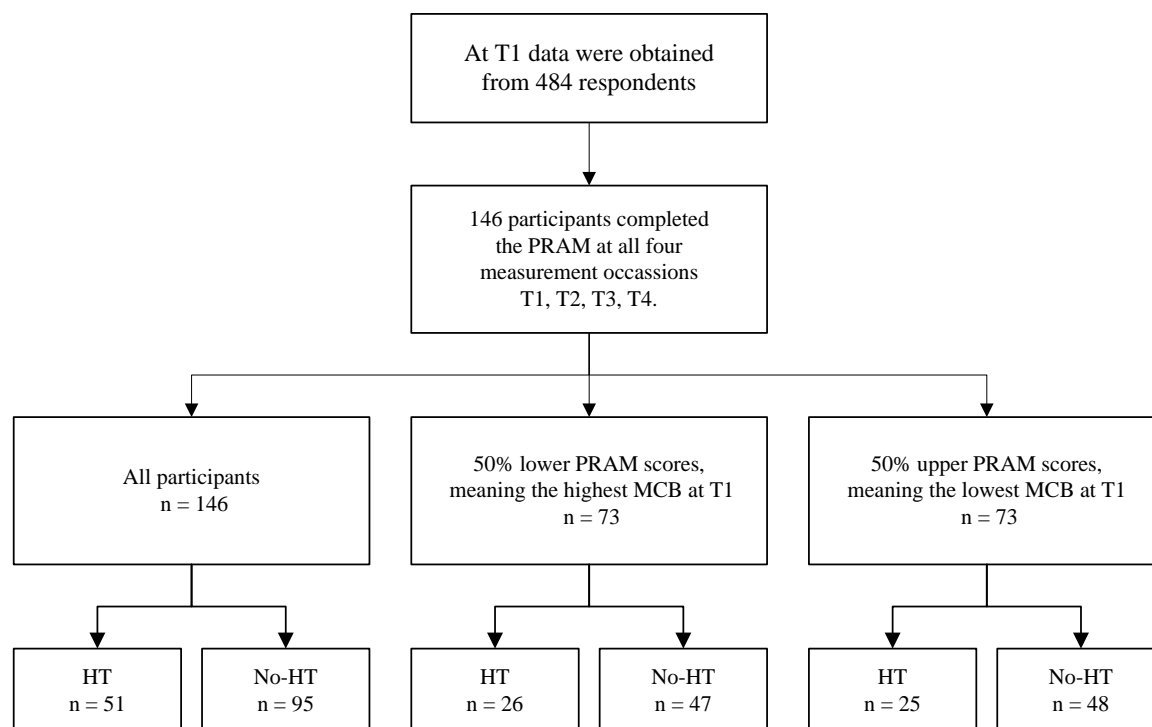 At T1 data were obtained
from 484 respondents
146 participants completed
the PRAM at all four
measurement occassions
T1, T2, T3, T4.
All participants
n = 146
50% lower PRAM scores,
meaning the highest MCB at T1
n = 73
50% upper PRAM scores,
meaning the lowest MCB at T1
n = 73
HT
n = 51
No-HT
n = 95
HT
n = 26
No-HT
n = 47
HT
n = 25
No-HT
n = 48